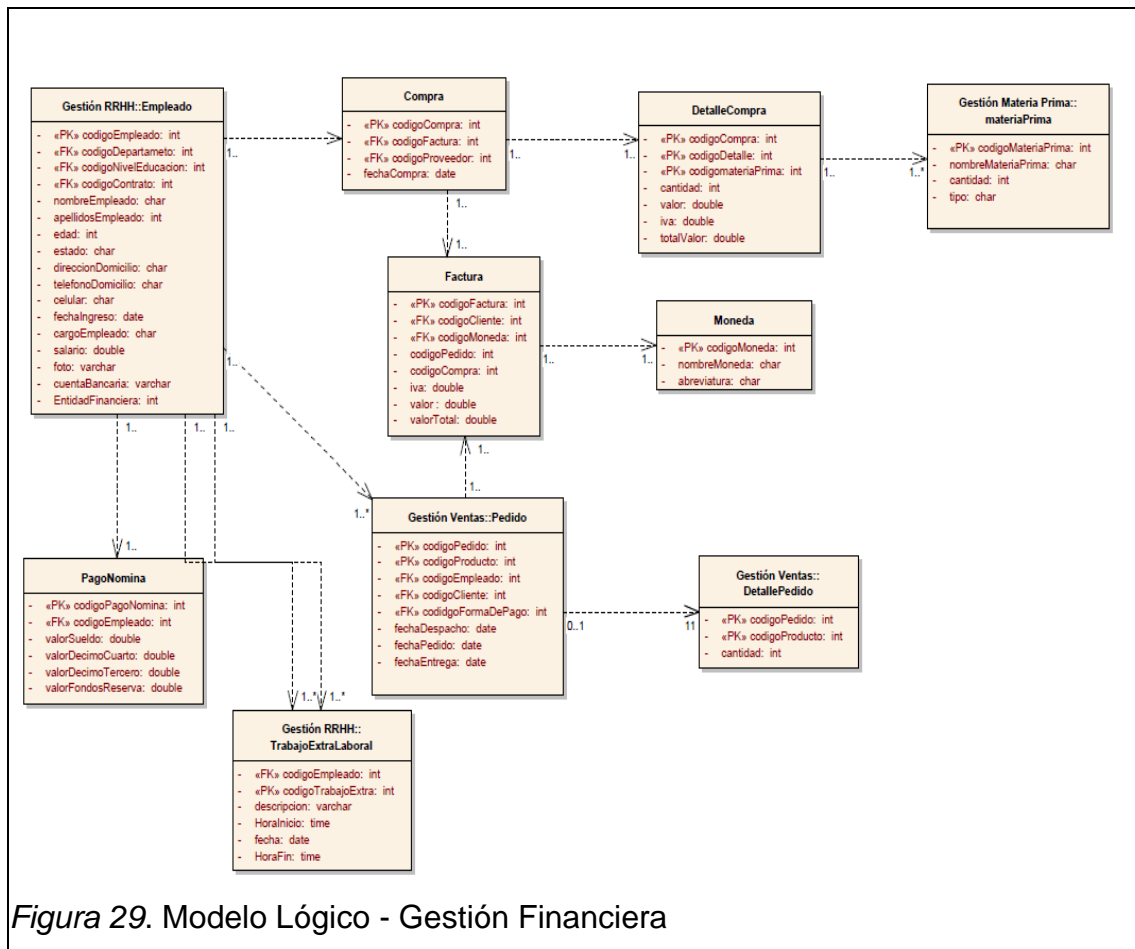 Gestión RRHH::Empleado
- «PK» codigoEmpleado: int
- «FK» codigoDepartameto: int
- «FK» codigoNivelEducacion: int
- «FK» codigoContrato: int
- nombreEmpleado: char
- apellidosEmpleado: int
- edad: int
- estado: char
- direccionDomicilio: char
- telefonoDomicilio: char
- celular: char
- fechaIngreso: date
- cargoEmpleado: char
- salario: double
- foto: varchar
- cuentaBancaria: varchar
- EntidadFinanciera: int
1..
1..
1..
1..
1..
Compra
- «PK» codigoCompra: int
- «FK» codigoFactura: int
- «FK» codigoProveedor: int
- fechaCompra: date
1..
1..
DetalleCompra
- «PK» codigoCompra: int
- «PK» codigoDetalle: int
- «PK» codigomateriaPrima: int
- cantidad: int
- valor: double
- iva: double
- totalValor: double
1..
1..
Gestión Materia Prima::
materiaPrima
- «PK» codigoMateriaPrima: int
- nombreMateriaPrima: char
- cantidad: int
- tipo: char
1..*
1..
Factura
- «PK» codigoFactura: int
- «FK» codigoCliente: int
- «FK» codigoMoneda: int
- codigoPedido: int
- codigoCompra: int
- iva: double
- valor : double
- valorTotal: double
1..
1..
Moneda
- «PK» codigoMoneda: int
- nombreMoneda: char
- abreviatura: char
1..
1..
1..*
Gestión Ventas::Pedido
- «PK» codigoPedido: int
- «PK» codigoProducto: int
- «FK» codigoEmpleado: int
- «FK» codigoCliente: int
- «FK» codidgoFormaDePago: int
- fechaDespacho: date
- fechaPedido: date
- fechaEntrega: date
0..1
11
Gestión Ventas::
DetallePedido
- «PK» codigoPedido: int
- «PK» codigoProducto: int
- cantidad: int
1..
PagoNomina
- «PK» codigoPagoNomina: int
- «FK» codigoEmpleado: int
- valorSueldo: double
- valorDecimoCuarto: double
- valorDecimoTercero: double
- valorFondosReserva: double
1..*
1..*
Gestión RRHH::
TrabajoExtraLaboral
- «FK» codigoEmpleado: int
- «PK» codigoTrabajoExtra: int
- descripcion: varchar
- HoraInicio: time
- fecha: date
- HoraFin: time
Figura 29. Modelo Lógico - Gestión Financiera